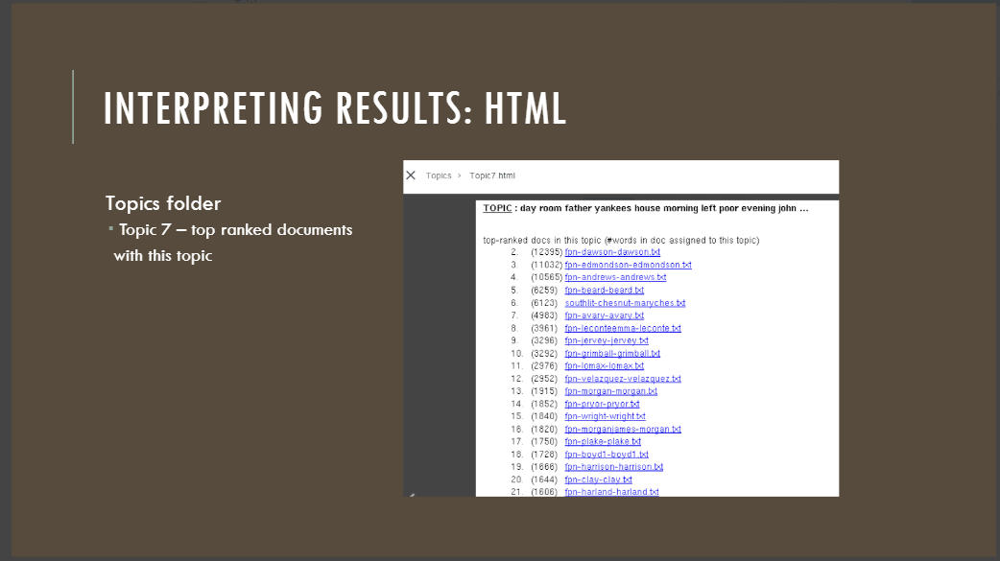 INTERPRETING RESULTS: HTML
Topics folder
▪ Topic 7 – top ranked documents
with this topic
✕ Topics › Topic7.html
TOPIC : day room father yankees house morning left poor evening john ...
top-ranked docs in this topic (#words in doc assigned to this topic)
2. (12395) fpn-dawson-dawson.txt
3. (11032) fpn-edmondson-edmondson.txt
4. (10565) fpn-andrews-andrews.txt
5. (6259) fpn-beard-beard.txt
6. (6123) southlit-chesnut-maryches.txt
7. (4983) fpn-avary-avary.txt
8. (3961) fpn-leconteemma-leconte.txt
9. (3296) fpn-jervey-jervey.txt
10. (3292) fpn-grimball-grimball.txt
11. (2976) fpn-lomax-lomax.txt
12. (2952) fpn-velazquez-velazquez.txt
13. (1915) fpn-morgan-morgan.txt
14. (1852) fpn-pryor-pryor.txt
15. (1840) fpn-wright-wright.txt
16. (1820) fpn-morganjames-morgan.txt
17. (1750) fpn-plake-plake.txt
18. (1728) fpn-boyd1-boyd1.txt
19. (1666) fpn-harrison-harrison.txt
20. (1644) fpn-clay-clay.txt
21. (1606) fpn-harland-harland.txt